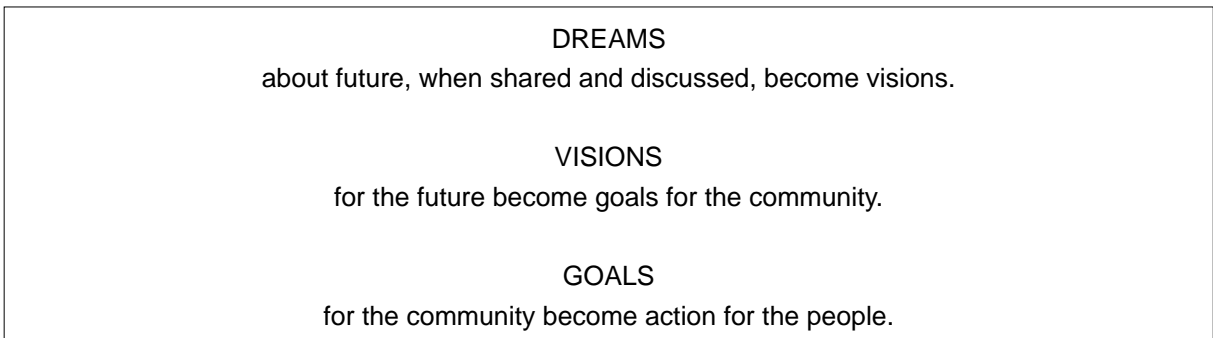 DREAMS
about future, when shared and discussed, become visions.
VISIONS
for the future become goals for the community.
GOALS
for the community become action for the people.